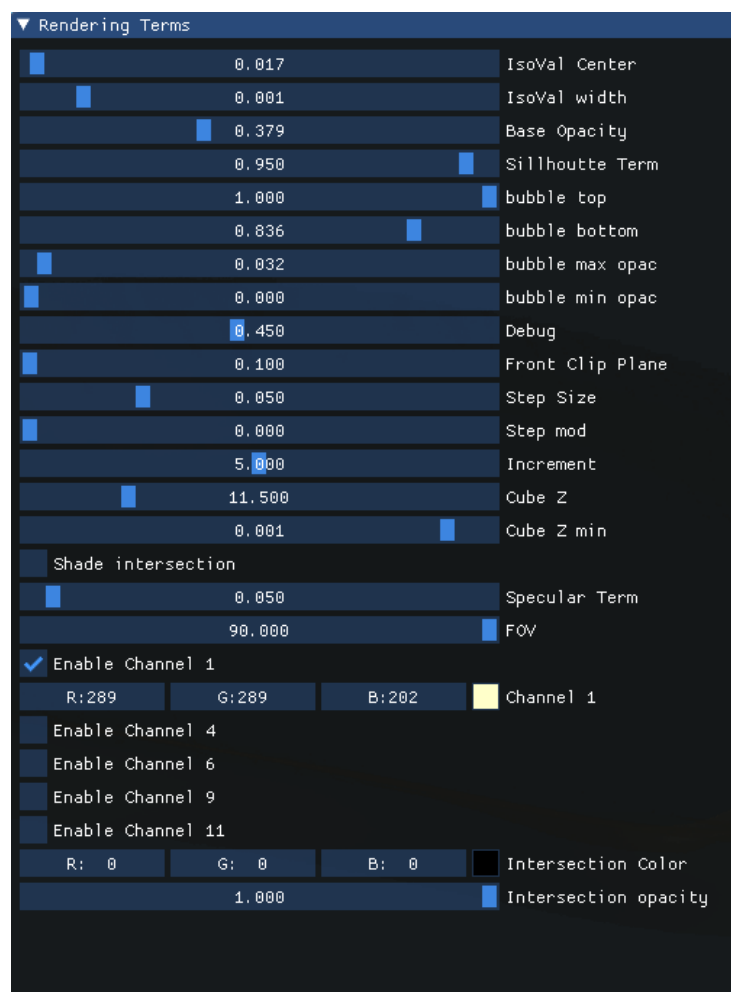 ▼ Rendering Terms
0.017 IsoVal Center
0.001 IsoVal width
0.379 Base Opacity
0.950 Sillhoutte Term
1.000 bubble top
0.836 bubble bottom
0.032 bubble max opac
0.000 bubble min opac
0.450 Debug
0.100 Front Clip Plane
0.050 Step Size
0.000 Step mod
5.000 Increment
11.500 Cube Z
0.001 Cube Z min
Shade intersection
0.050 Specular Term
90.000 FOV
Enable Channel 1
R:289 G:289 B:202 Channel 1
Enable Channel 4
Enable Channel 6
Enable Channel 9
Enable Channel 11
R: 0 G: 0 B: 0 Intersection Color
1.000 Intersection opacity